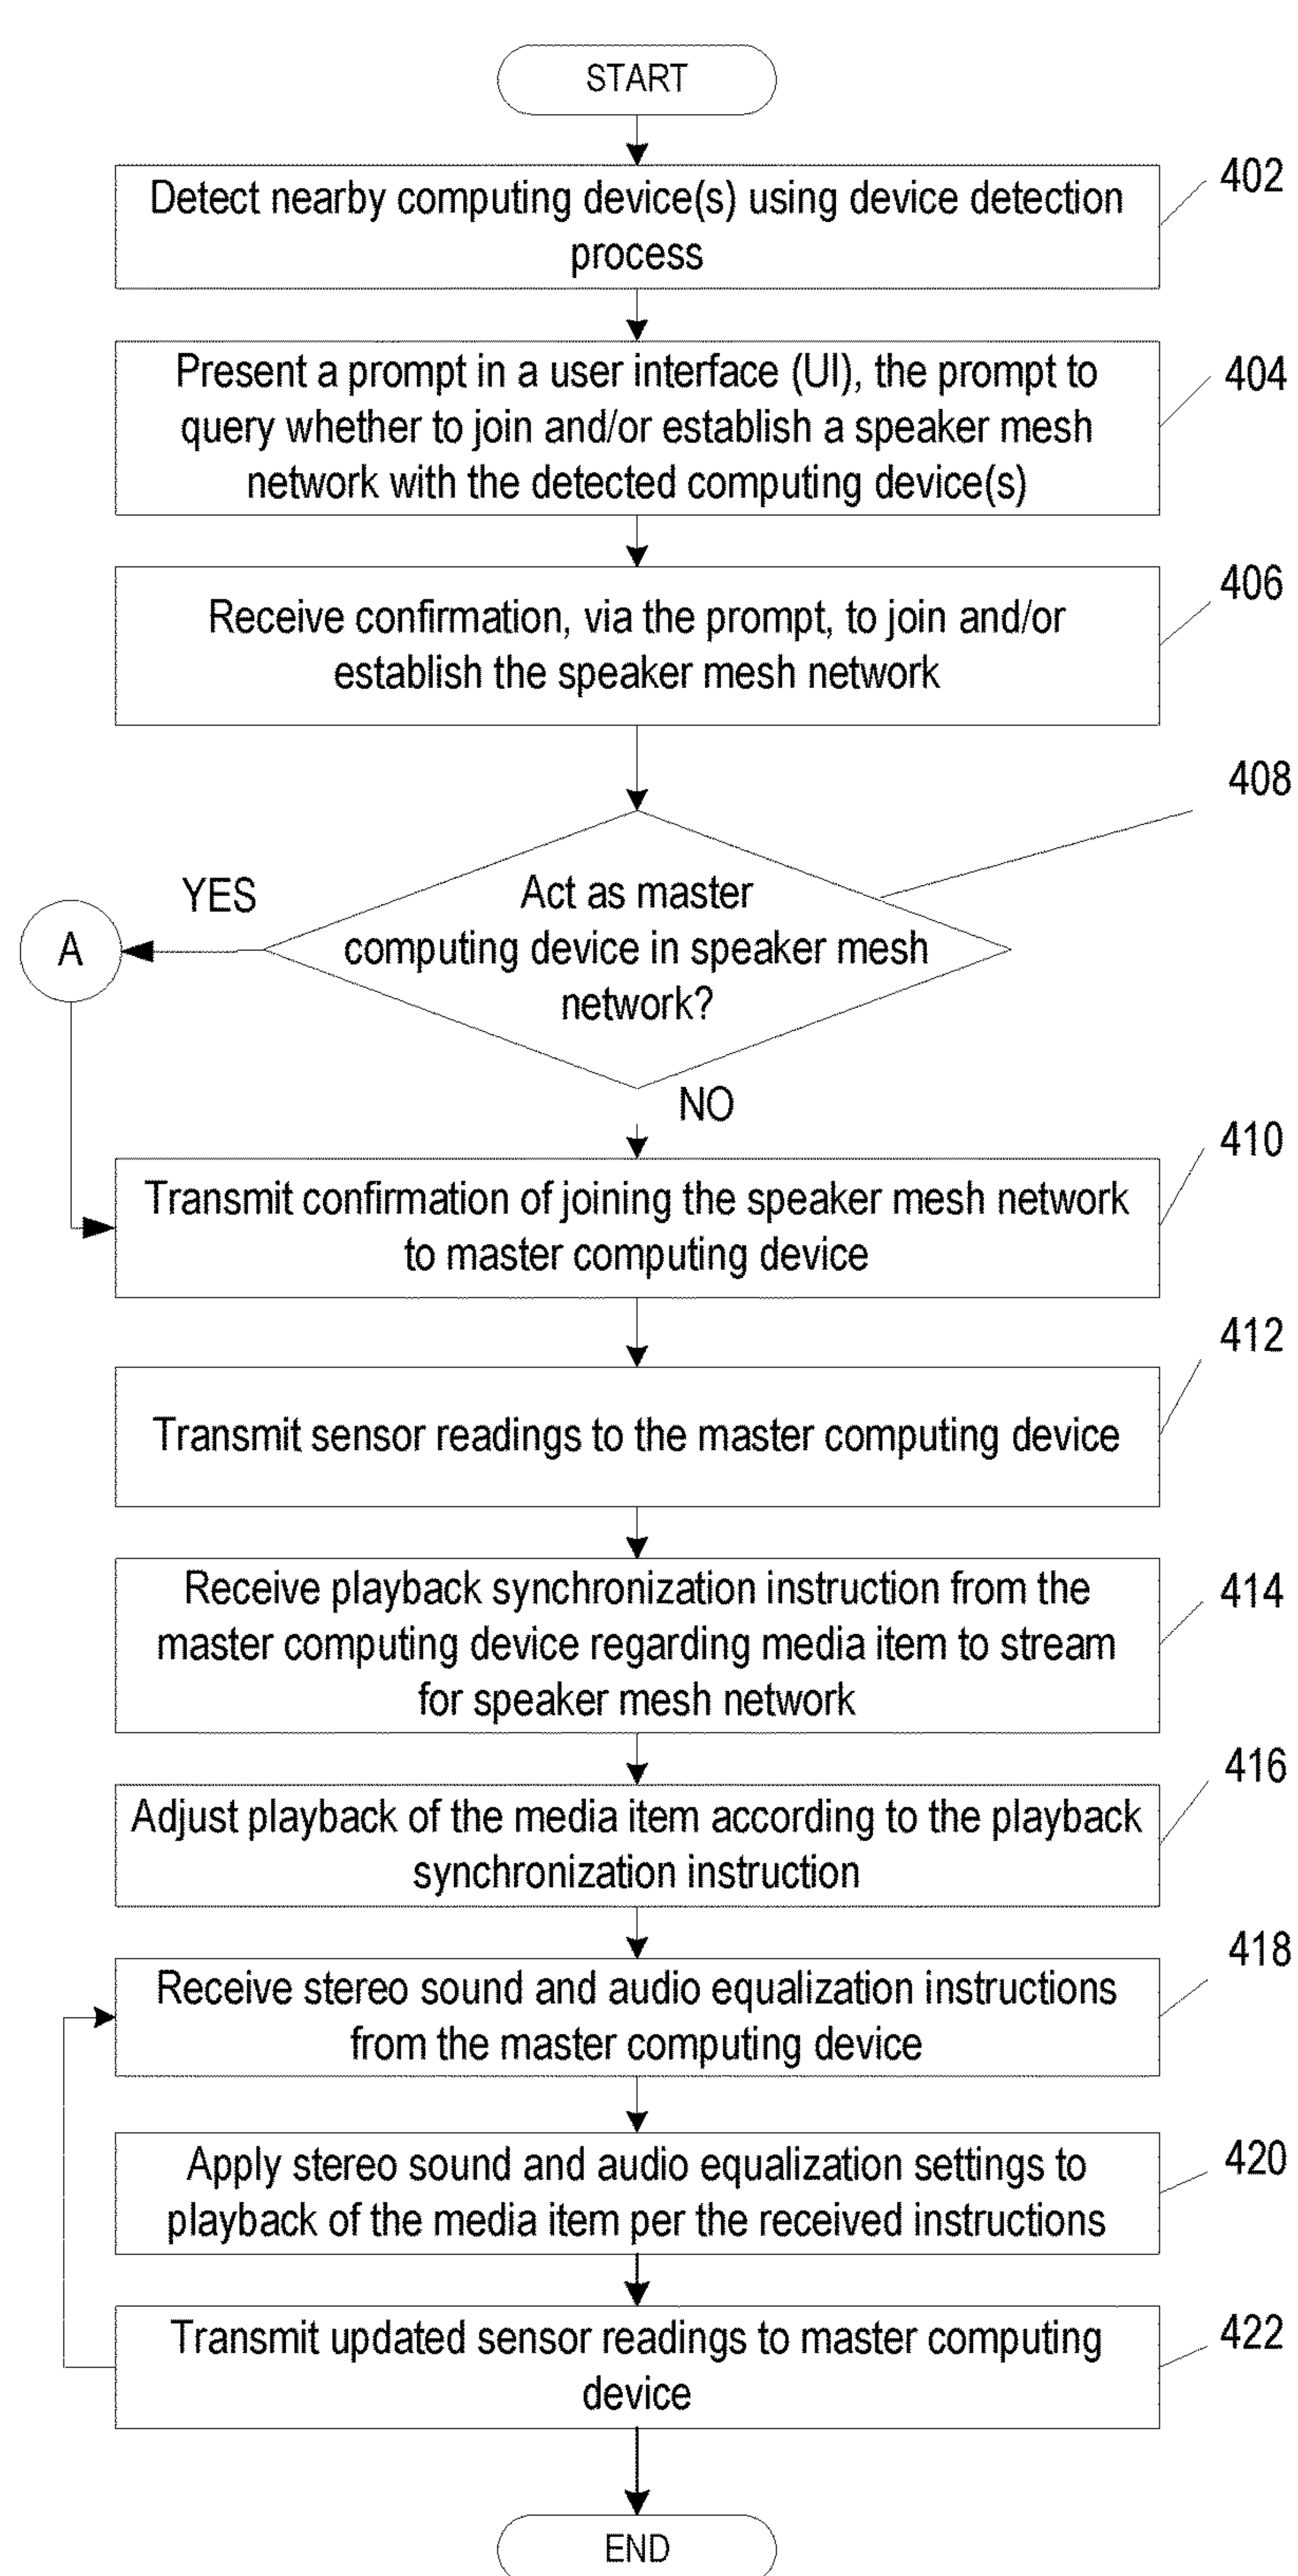 START
Detect nearby computing device(s) using device detection
process
402
Present a prompt in a user interface (UI), the prompt to
query whether to join and/or establish a speaker mesh
network with the detected computing device(s)
404
Receive confirmation, via the prompt, to join and/or
establish the speaker mesh network
406
408
Act as master
computing device in speaker mesh
network?
YES
A
NO
Transmit confirmation of joining the speaker mesh network
to master computing device
410
Transmit sensor readings to the master computing device
412
Receive playback synchronization instruction from the
master computing device regarding media item to stream
for speaker mesh network
414
Adjust playback of the media item according to the playback
synchronization instruction
416
Receive stereo sound and audio equalization instructions
from the master computing device
418
Apply stereo sound and audio equalization settings to
playback of the media item per the received instructions
420
Transmit updated sensor readings to master computing
device
422
END